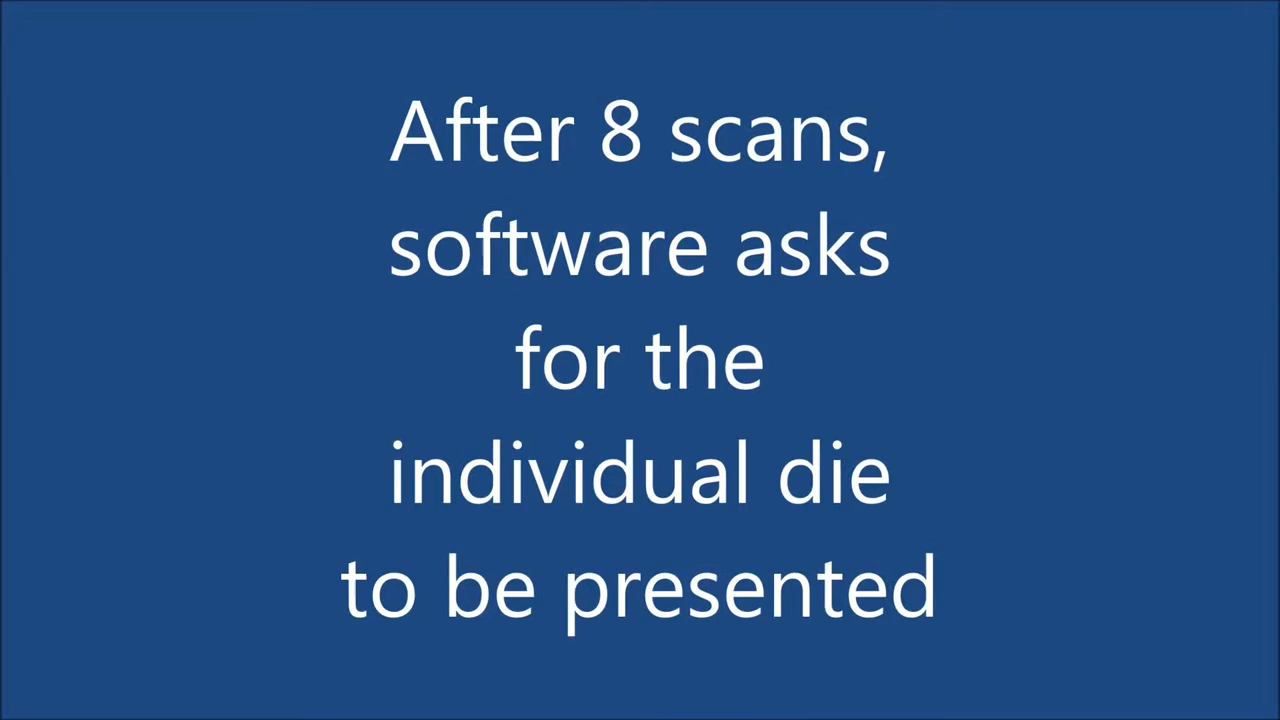 After 8 scans,
software asks
for the
individual die
to be presented